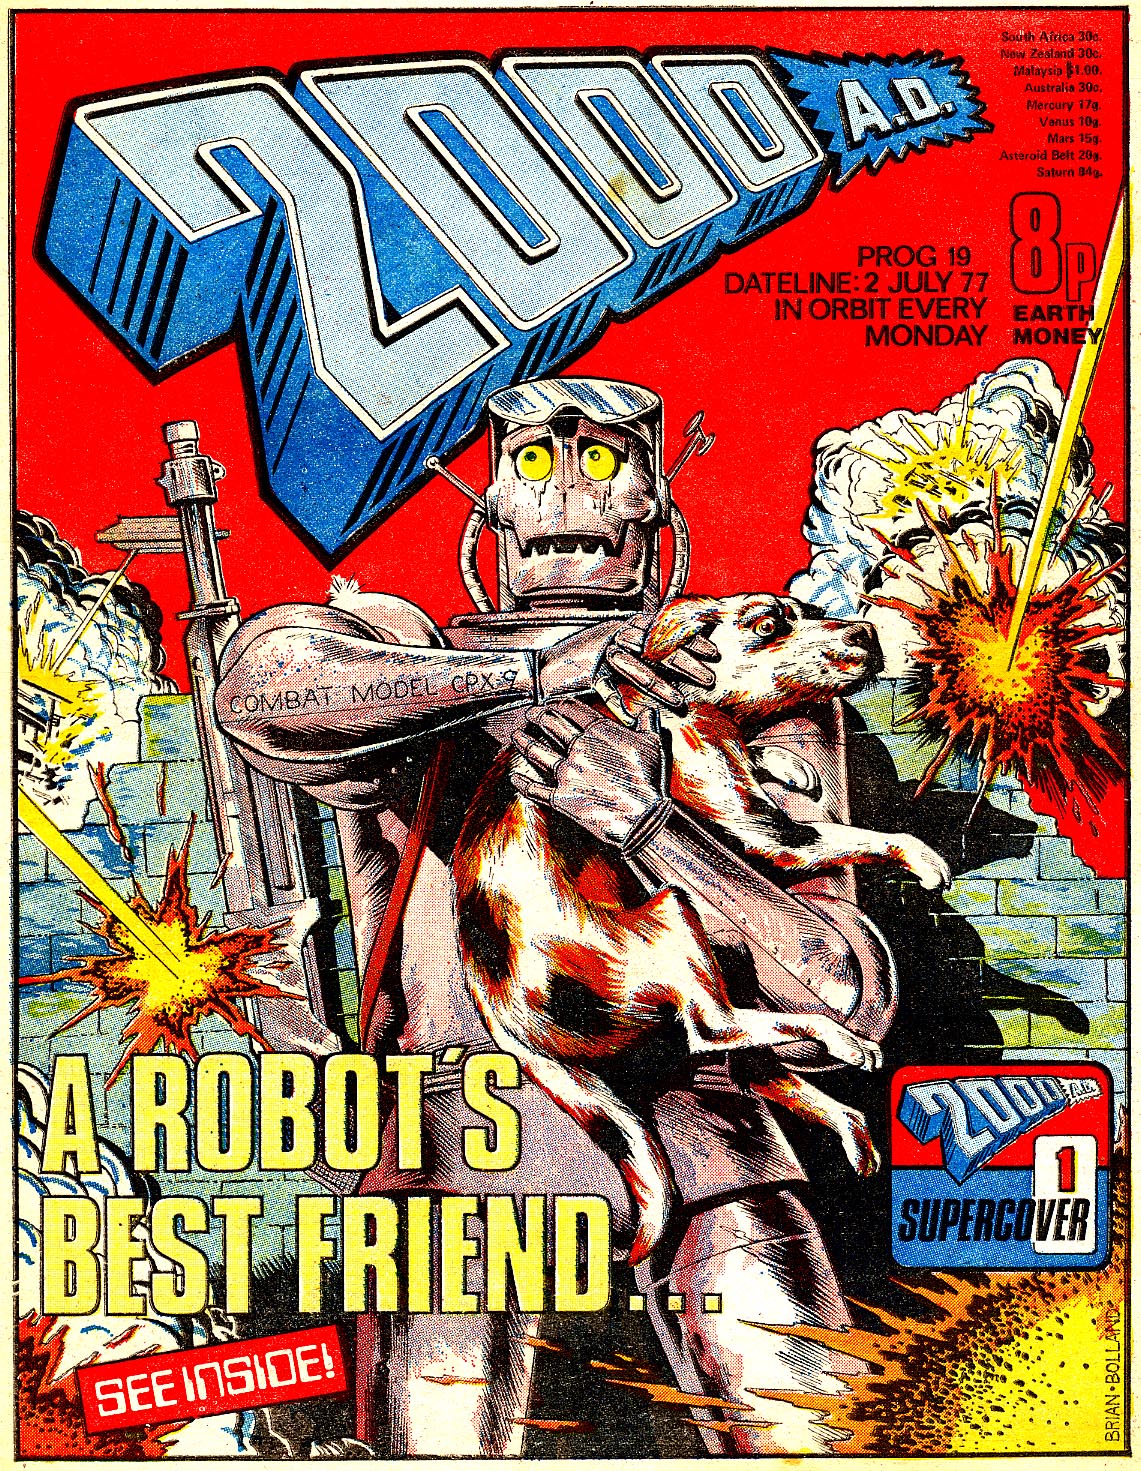 2000 A.D.
South Africa 30c.
New Zealand 30c.
Malaysia $1.00.
Australia 30c.
Mercury 17g.
Venus 10g.
Mars 15g.
Asteroid Belt 20g.
Saturn 84g.
8p
EARTH
MONEY
PROG 19
DATELINE: 2 JULY 77
IN ORBIT EVERY
MONDAY
COMBAT MODEL CPX-9
A ROBOT'S
BEST FRIEND...
SEE INSIDE!
2000 A.D.
1
SUPERCOVER
BRIAN·BOLLAND